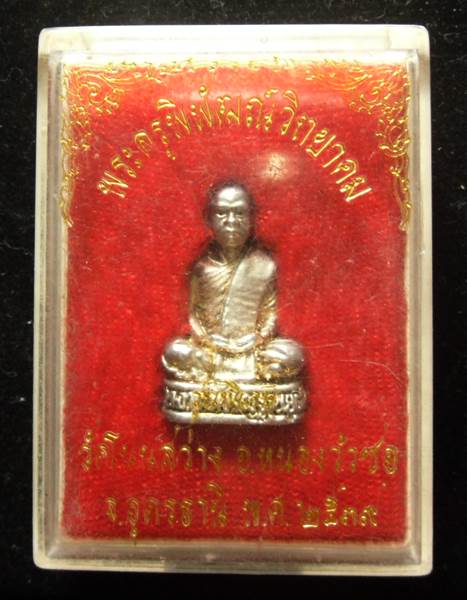 พระครูพิพัฒน์วิทยาคม
วัดโนนสว่าง อ.หนองวัวซอ
จ.อุดรธานี พ.ศ. ๒๕๓๙